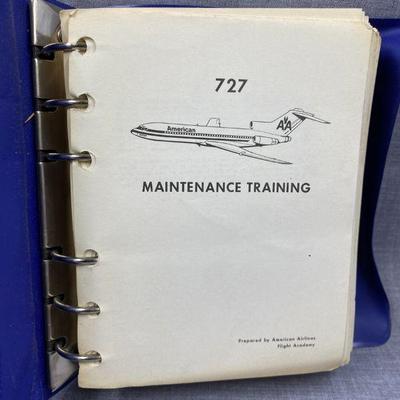 727
American
AA
MAINTENANCE TRAINING
Prepared by American Airlines
Flight Academy